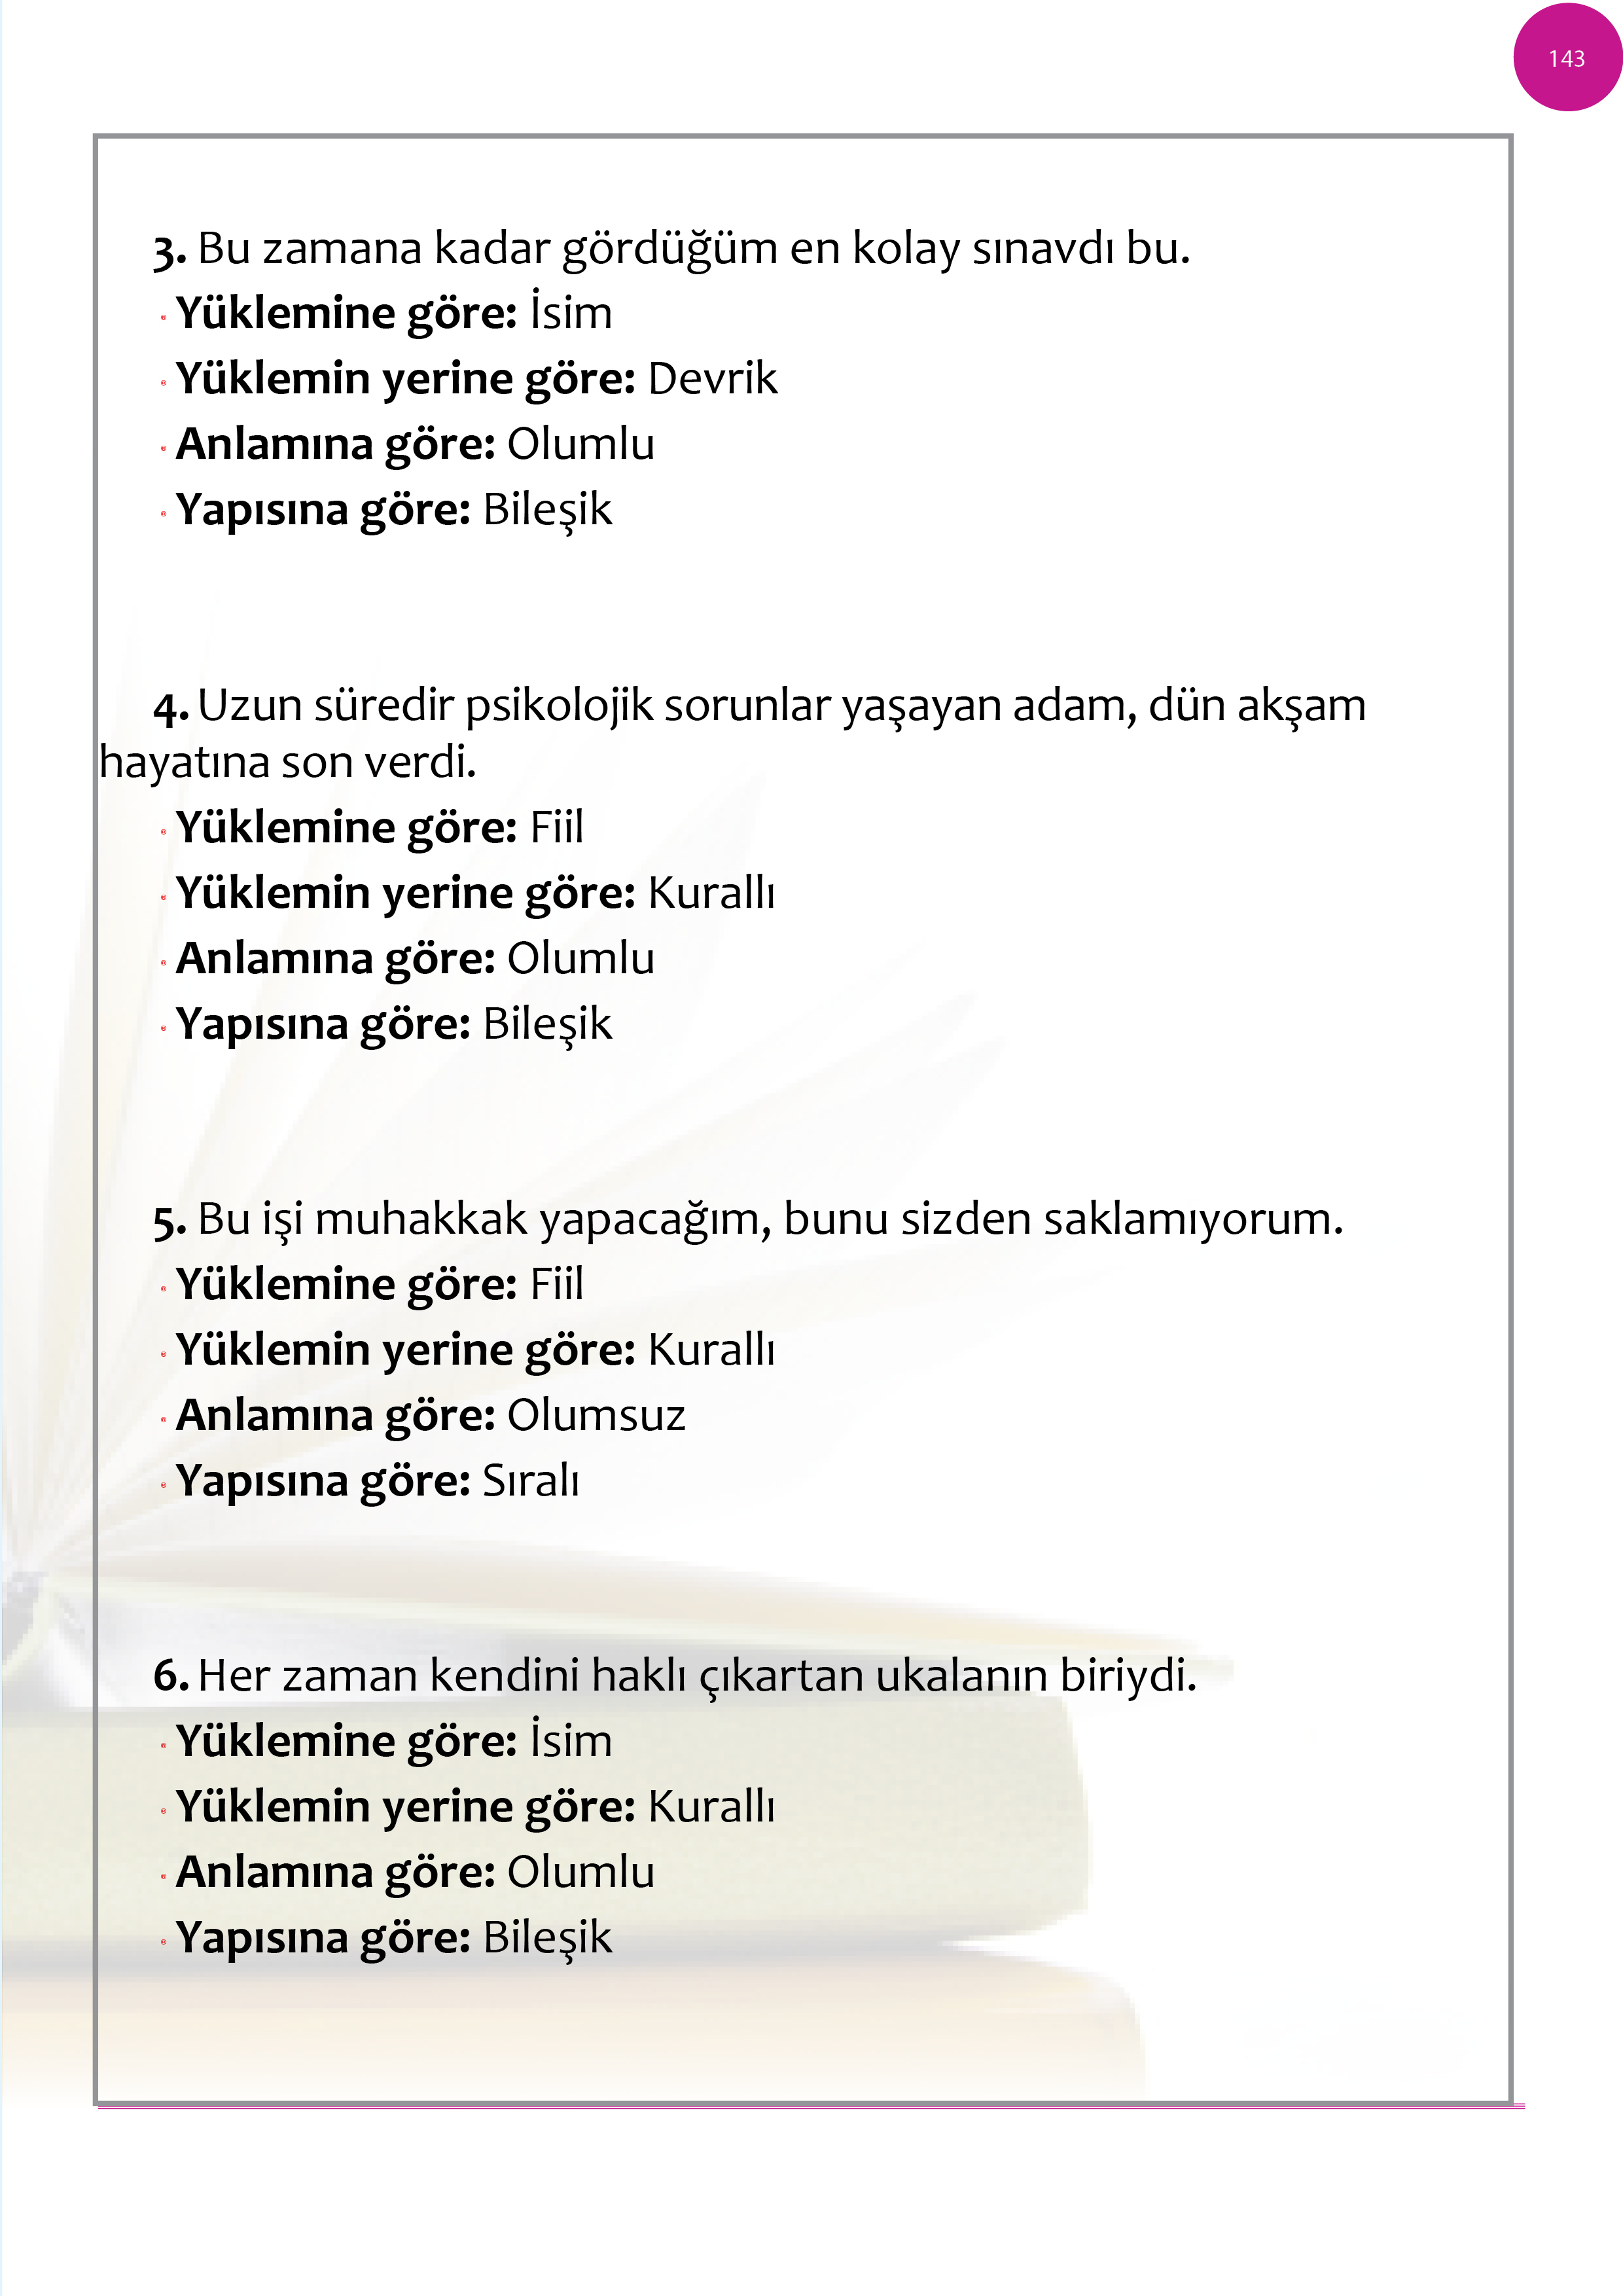 143
3. Bu zamana kadar gördüğüm en kolay sınavdı bu.
Yüklemine göre: İsim
Yüklemin yerine göre: Devrik
Anlamına göre: Olumlu
Yapısına göre: Bileşik
4. Uzun süredir psikolojik sorunlar yaşayan adam, dün akşam
hayatına son verdi.
Yüklemine göre: Fiil
Yüklemin yerine göre: Kurallı
Anlamına göre: Olumlu
Yapısına göre: Bileşik
5. Bu işi muhakkak yapacağım, bunu sizden saklamıyorum.
Yüklemine göre: Fiil
Yüklemin yerine göre: Kurallı
Anlamına göre: Olumsuz
Yapısına göre: Sıralı
6. Her zaman kendini haklı çıkartan ukalanın biriydi.
Yüklemine göre: İsim
Yüklemin yerine göre: Kurallı
Anlamına göre: Olumlu
Yapısına göre: Bileşik